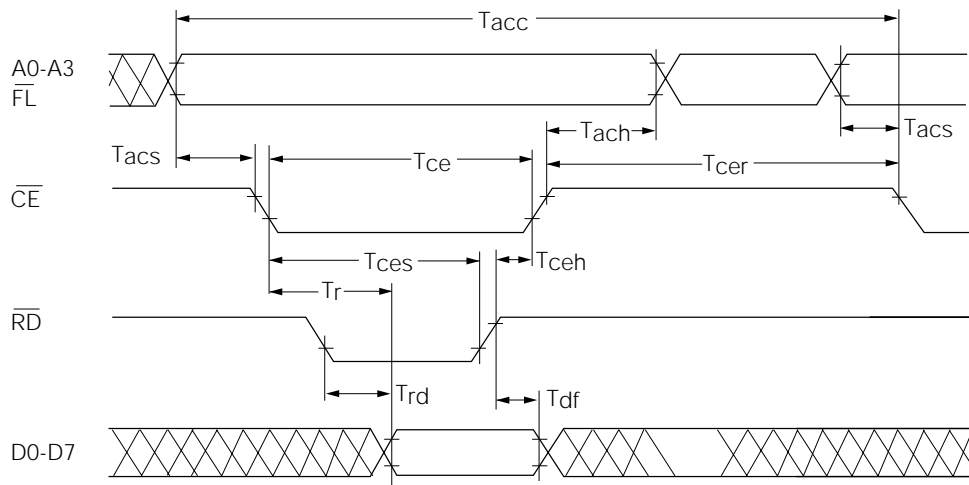 Tacc
A0-A3
FL
Tach
Tacs
Tacs
Tce
Tcer
CE
Tces
Tceh
Tr
RD
Trd
Tdf
D0-D7